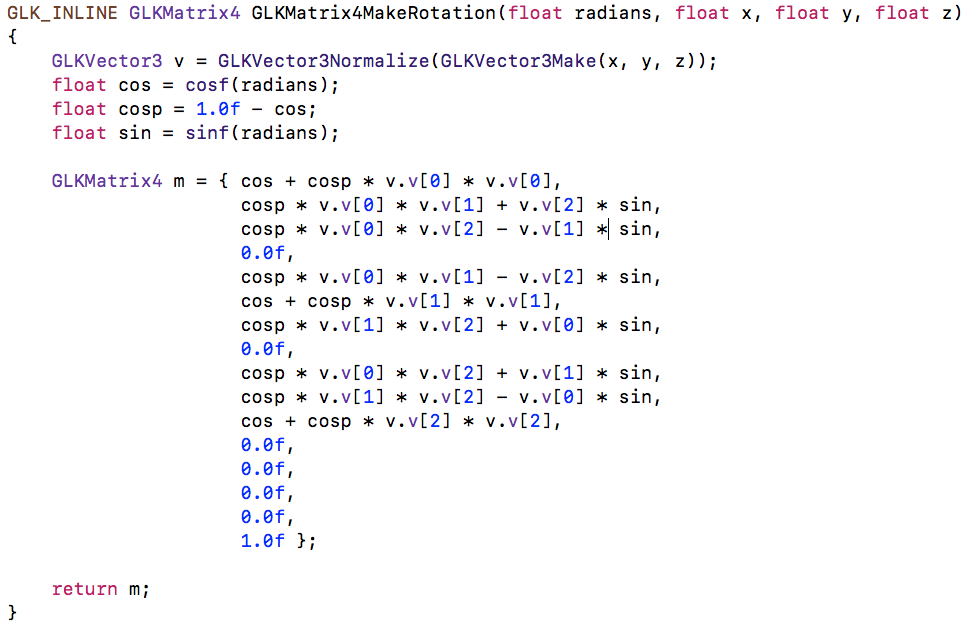 GLK_INLINE GLKMatrix4 GLKMatrix4MakeRotation(float radians, float x, float y, float z)
{
    GLKVector3 v = GLKVector3Normalize(GLKVector3Make(x, y, z));
    float cos = cosf(radians);
    float cosp = 1.0f - cos;
    float sin = sinf(radians);

    GLKMatrix4 m = { cos + cosp * v.v[0] * v.v[0],
                     cosp * v.v[0] * v.v[1] + v.v[2] * sin,
                     cosp * v.v[0] * v.v[2] - v.v[1] * sin,
                     0.0f,
                     cosp * v.v[0] * v.v[1] - v.v[2] * sin,
                     cos + cosp * v.v[1] * v.v[1],
                     cosp * v.v[1] * v.v[2] + v.v[0] * sin,
                     0.0f,
                     cosp * v.v[0] * v.v[2] + v.v[1] * sin,
                     cosp * v.v[1] * v.v[2] - v.v[0] * sin,
                     cos + cosp * v.v[2] * v.v[2],
                     0.0f,
                     0.0f,
                     0.0f,
                     0.0f,
                     1.0f };

    return m;
}